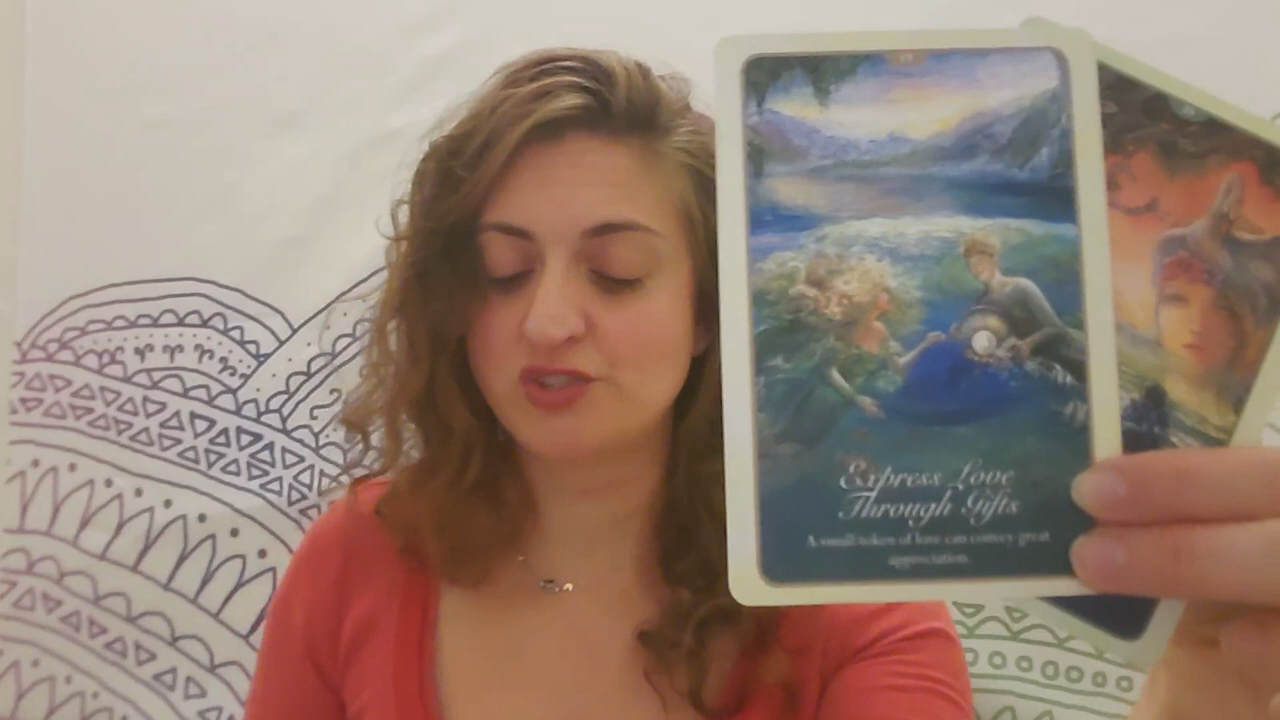 Express Love
Through Gifts
A small token of love can convey great
appreciation.